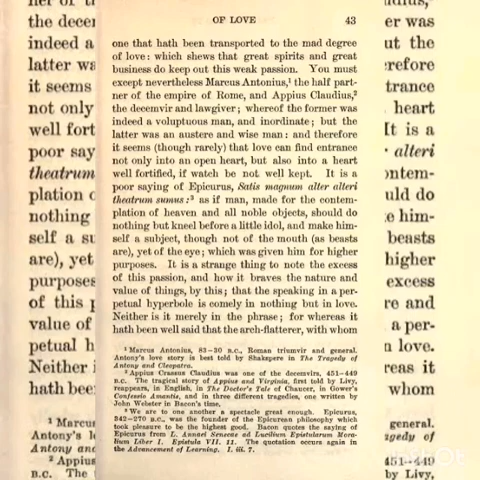 OF LOVE 43
one that hath been transported to the mad degree
of love: which shews that great spirits and great
business do keep out this weak passion. You must
except nevertheless Marcus Antonius,¹ the half part-
ner of the empire of Rome, and Appius Claudius,²
the decemvir and lawgiver; whereof the former was
indeed a voluptuous man, and inordinate; but the
latter was an austere and wise man: and therefore
it seems (though rarely) that love can find entrance
not only into an open heart, but also into a heart
well fortified, if watch be not well kept. It is a
poor saying of Epicurus, Satis magnum alter alteri
theatrum sumus:³ as if man, made for the contem-
plation of heaven and all noble objects, should do
nothing but kneel before a little idol, and make him-
self a subject, though not of the mouth (as beasts
are), yet of the eye; which was given him for higher
purposes. It is a strange thing to note the excess
of this passion, and how it braves the nature and
value of things, by this; that the speaking in a per-
petual hyperbole is comely in nothing but in love.
Neither is it merely in the phrase; for whereas it
hath been well said that the arch-flatterer, with whom
¹ Marcus Antonius, 83–30 B.C., Roman triumvir and general.
Antony's love story is best told by Shakspere in The Tragedy of
Antony and Cleopatra.
² Appius Crassus Claudius was one of the decemvirs, 451–449
B.C. The tragical story of Appius and Virginia, first told by Livy,
reappears, in English, in The Doctor's Tale of Chaucer, in Gower's
Confessio Amantis, and in three different tragedies, one written by
John Webster in Bacon's time.
³ We are to one another a spectacle great enough. Epicurus,
342–270 B.C., was the founder of the Epicurean philosophy which
took pleasure to be the highest good. Bacon quotes the saying of
Epicurus from L. Annaei Senecae ad Lucilium Epistularum Mora-
lium Liber I. Epistula VII. 11. The quotation occurs again in
the Advancement of Learning. I. iii. 7.